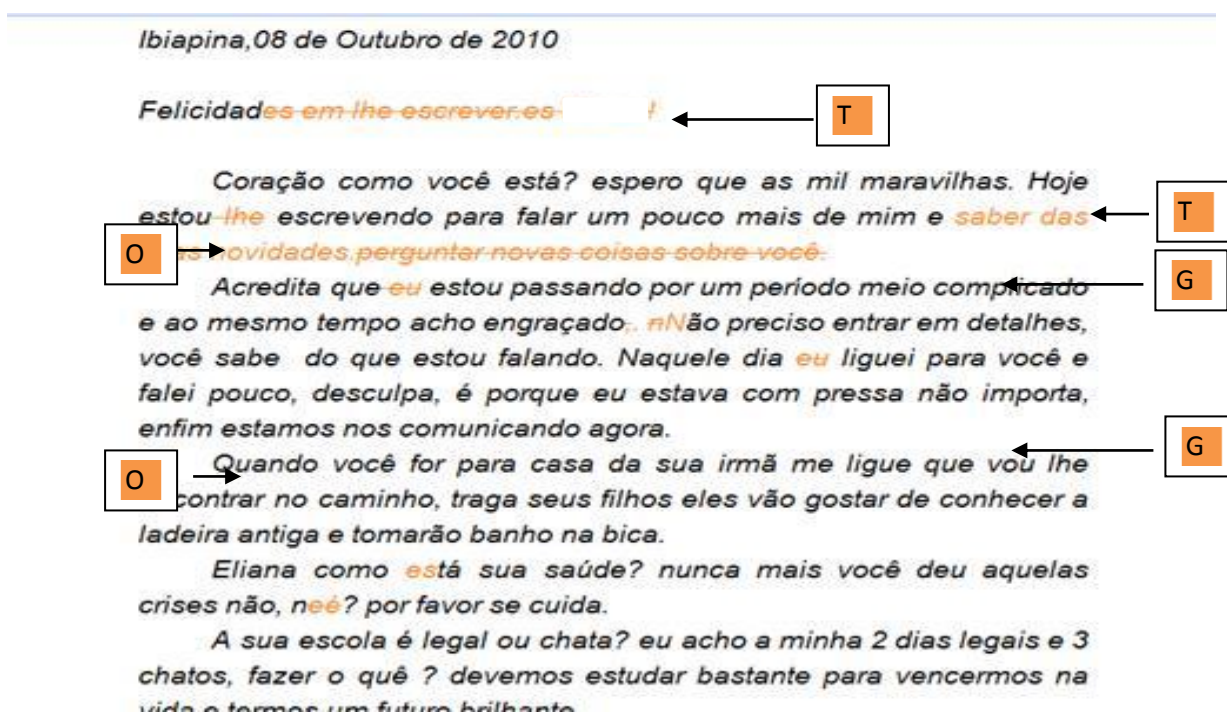 Ibiapina,08 de Outubro de 2010
Felicidades em lhe escrever.es !
T
Coração como você está? espero que as mil maravilhas. Hoje
estou lhe escrevendo para falar um pouco mais de mim e saber das
T
O
novidades.perguntar novas coisas sobre você.
G
Acredita que eu estou passando por um período meio complicado
e ao mesmo tempo acho engraçado,. nNão preciso entrar em detalhes,
você sabe do que estou falando. Naquele dia eu liguei para você e
falei pouco, desculpa, é porque eu estava com pressa não importa,
enfim estamos nos comunicando agora.
G
Quando você for para casa da sua irmã me ligue que vou lhe
O
contrar no caminho, traga seus filhos eles vão gostar de conhecer a
ladeira antiga e tomarão banho na bica.
Eliana como está sua saúde? nunca mais você deu aquelas
crises não, neé? por favor se cuida.
A sua escola é legal ou chata? eu acho a minha 2 dias legais e 3
chatos, fazer o quê ? devemos estudar bastante para vencermos na
vida e termos um futuro brilhante